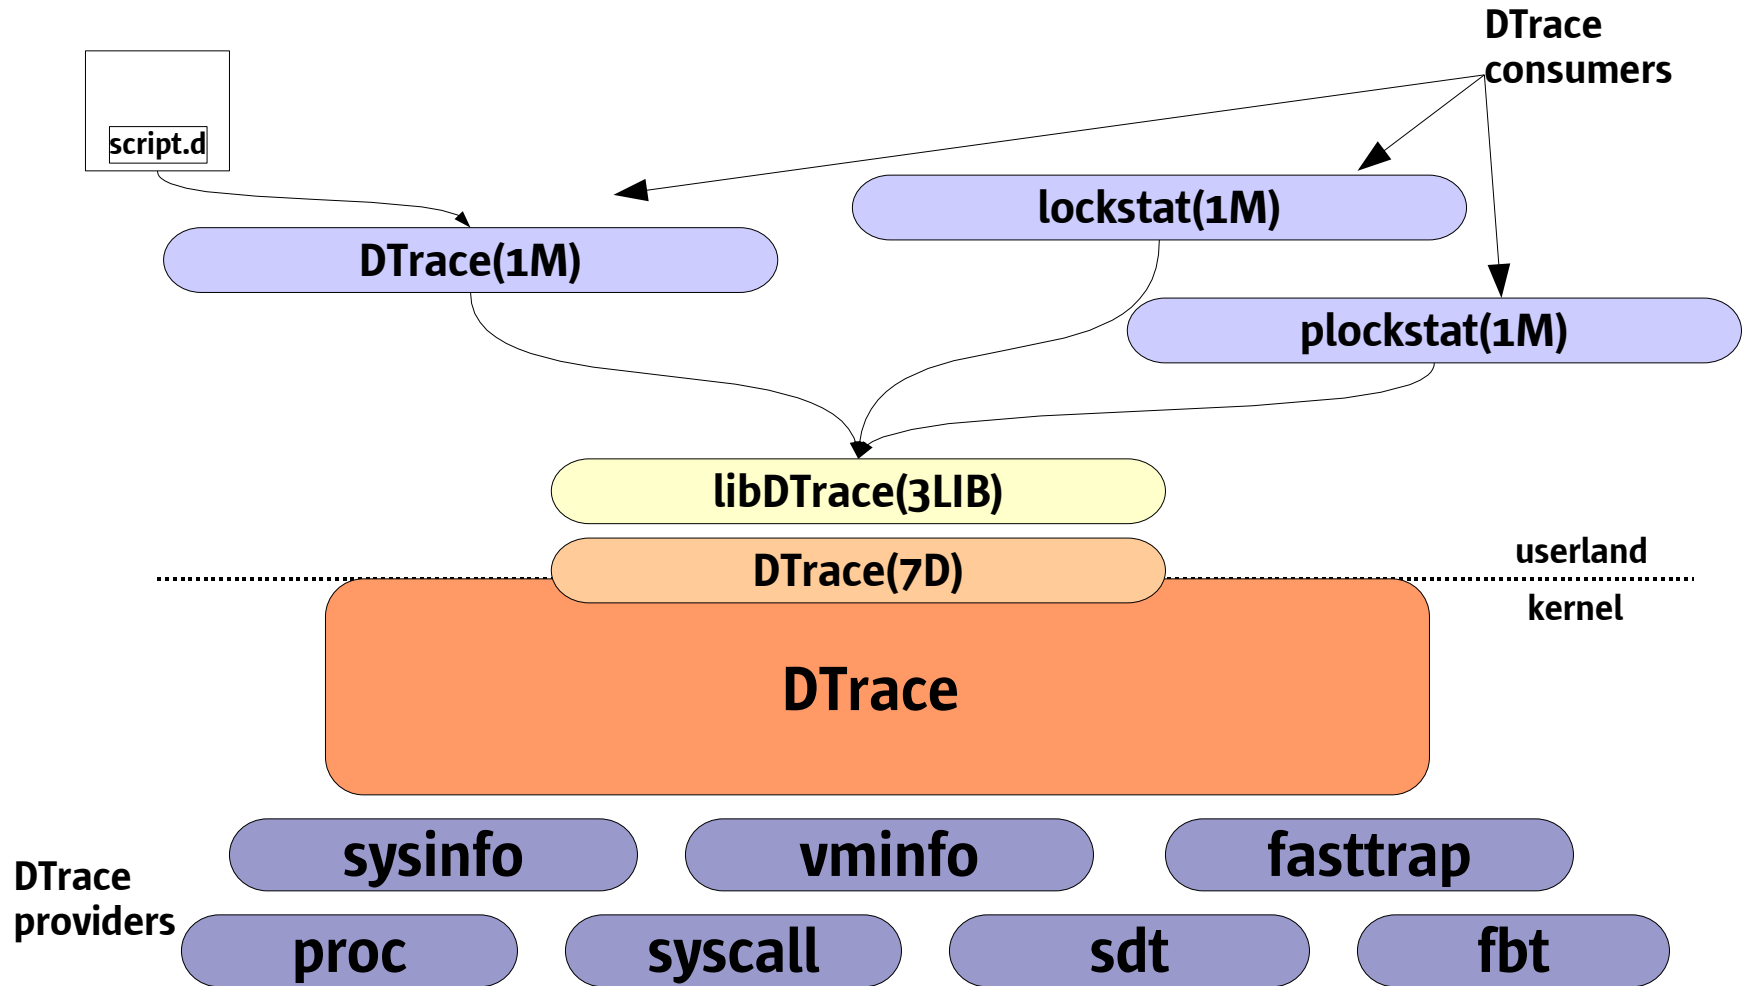 DTrace
consumers
script.d
lockstat(1M)
DTrace(1M)
plockstat(1M)
libDTrace(3LIB)
userland
DTrace(7D)
kernel
DTrace
sysinfo
vminfo
fasttrap
DTrace
providers
proc
syscall
sdt
fbt